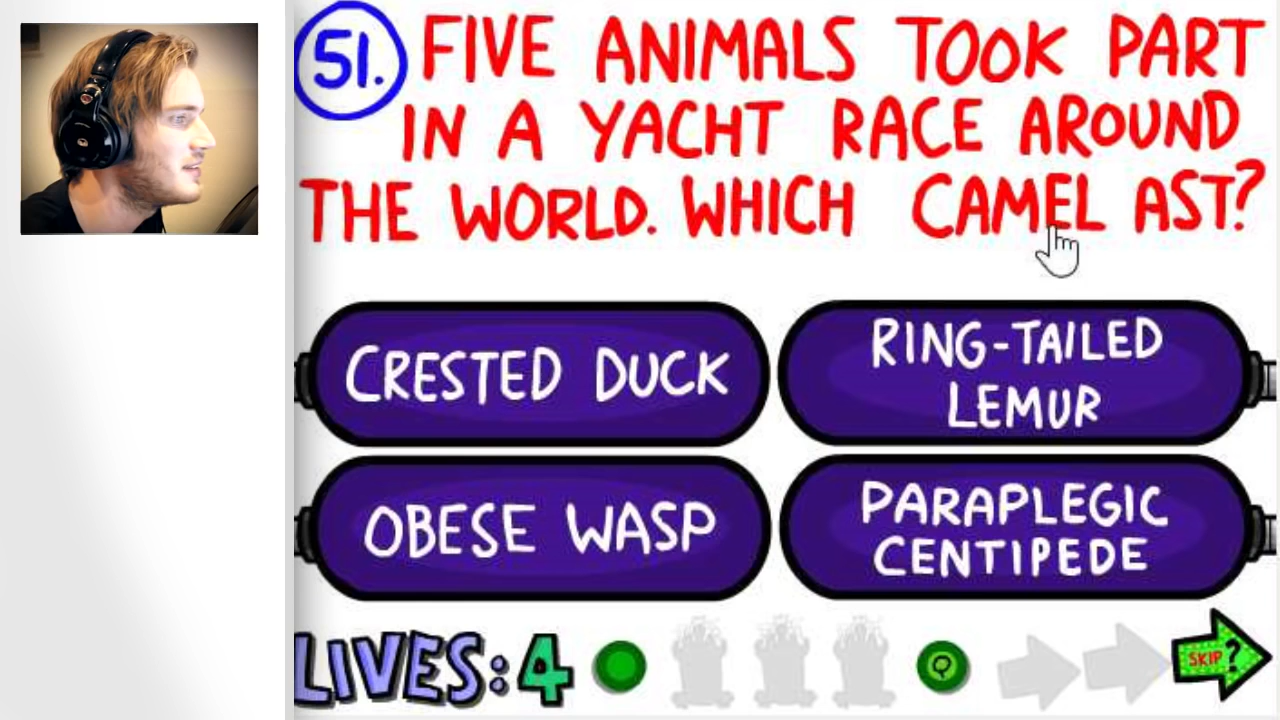 51. FIVE ANIMALS TOOK PART
IN A YACHT RACE AROUND
THE WORLD. WHICH CAMEL AST?
CRESTED DUCK
RING-TAILED
LEMUR
OBESE WASP
PARAPLEGIC
CENTIPEDE
LIVES: 4
SKIP?